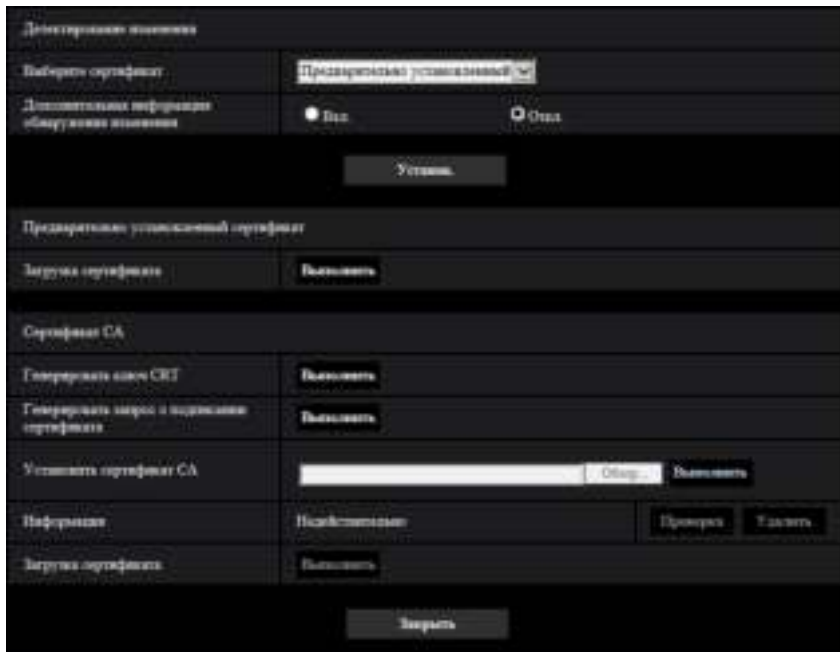 Детектирование изменения
Выберите сертификат
Предварительно установленный
Дополнительная информация
обнаружения изменения
Вкл.
Откл.
Установ.
Предварительно установленный сертификат
Загрузка сертификата
Выполнить
Сертификат CA
Генерировать ключ CRT
Выполнить
Генерировать запрос о подписании
сертификата
Выполнить
Установить сертификат CA
Обзор...
Выполнить
Информация
Недействительно
Проверка
Удалить
Загрузка сертификата
Выполнить
Закрыть